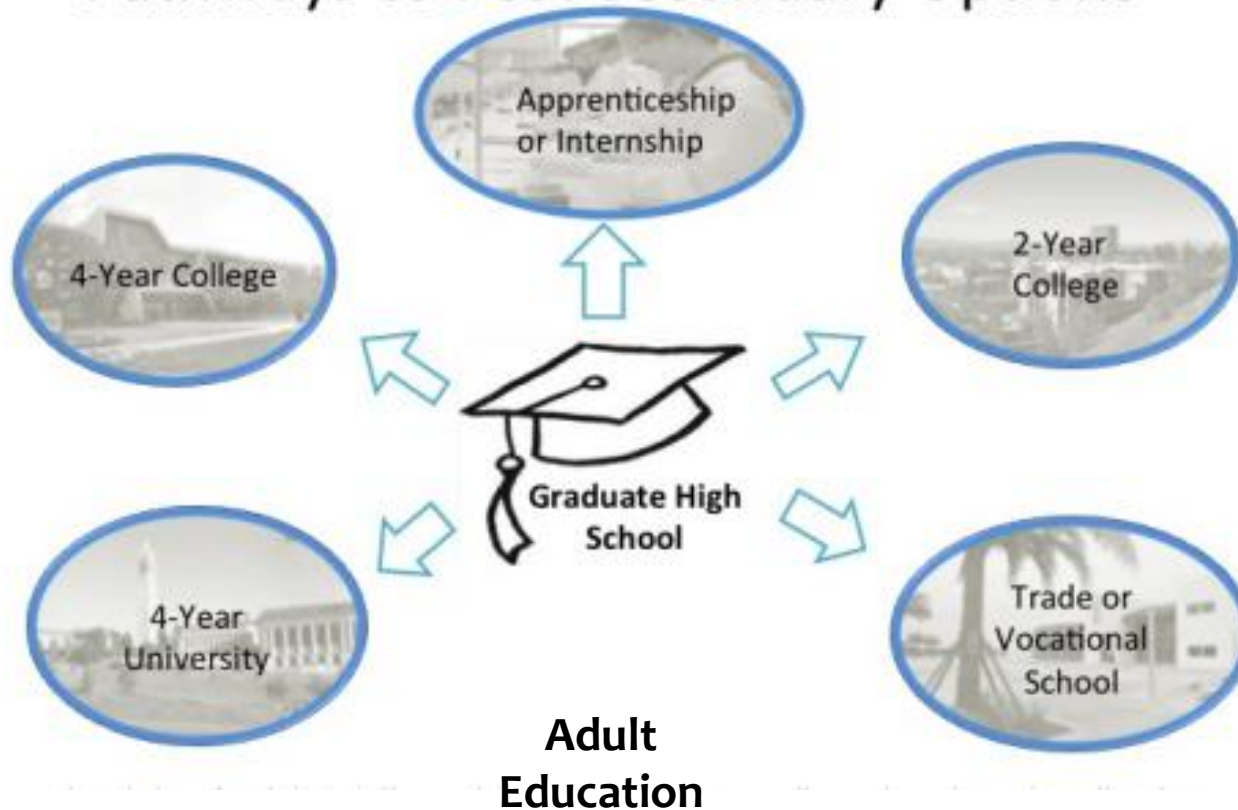 Apprenticeship
or Internship
4-Year College
2-Year
College
Graduate High
School
4-Year
University
Trade or
Vocational
School
Adult
Education